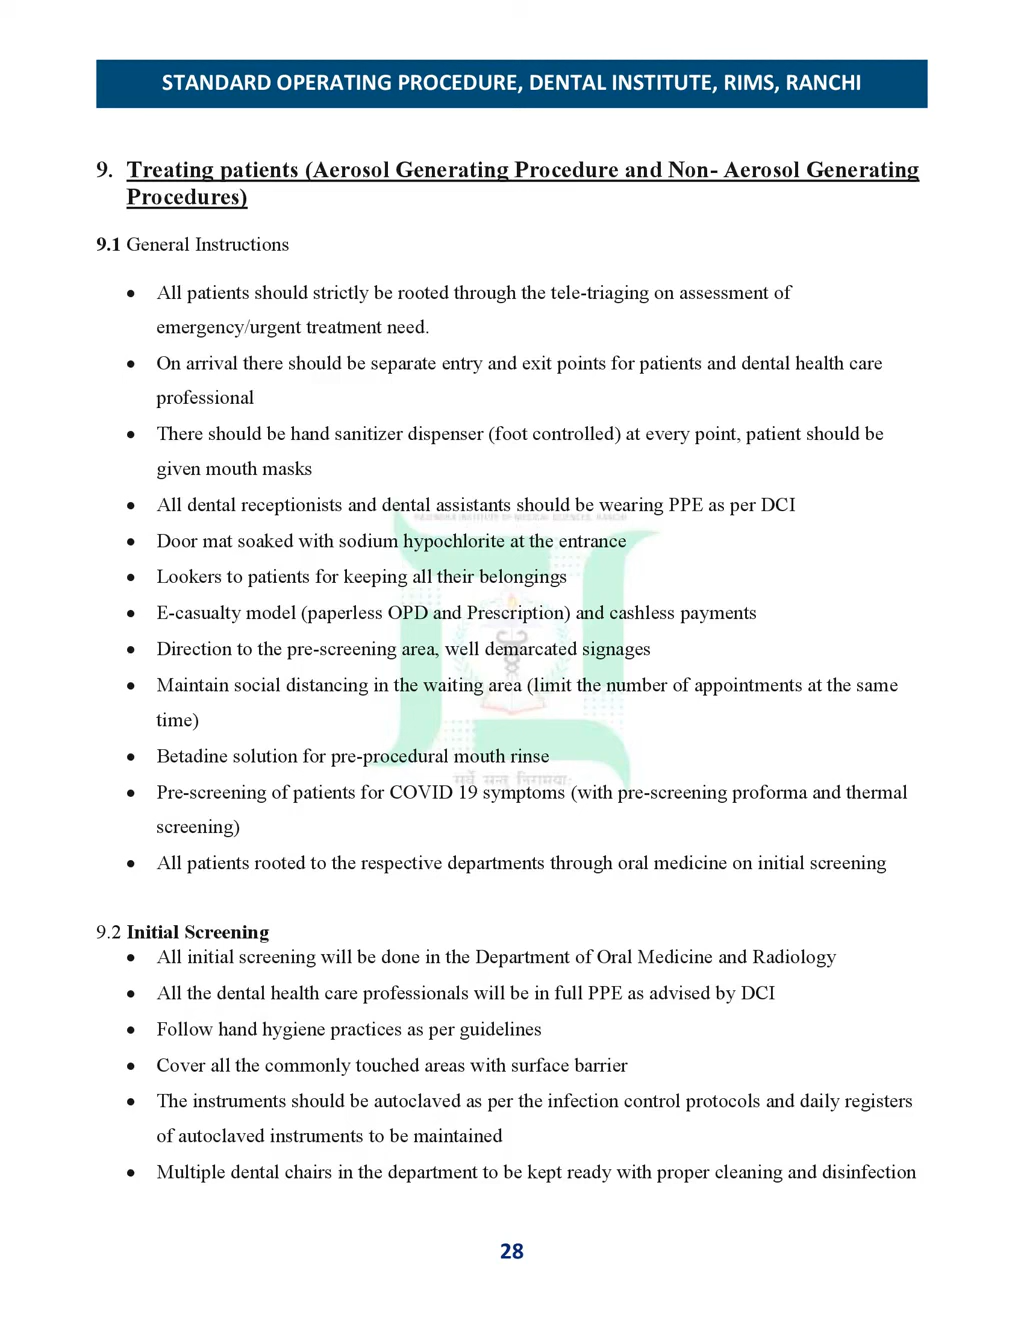 STANDARD OPERATING PROCEDURE, DENTAL INSTITUTE, RIMS, RANCHI
9. Treating patients (Aerosol Generating Procedure and Non- Aerosol Generating
Procedures)
9.1 General Instructions
• All patients should strictly be rooted through the tele-triaging on assessment of
emergency/urgent treatment need.
• On arrival there should be separate entry and exit points for patients and dental health care
professional
• There should be hand sanitizer dispenser (foot controlled) at every point, patient should be
given mouth masks
• All dental receptionists and dental assistants should be wearing PPE as per DCI
RAJENDRA INSTITUTE OF MEDICAL SCIENCES, RANCHI
• Door mat soaked with sodium hypochlorite at the entrance
• Lookers to patients for keeping all their belongings
• E-casualty model (paperless OPD and Prescription) and cashless payments
• Direction to the pre-screening area, well demarcated signages
• Maintain social distancing in the waiting area (limit the number of appointments at the same
time)
• Betadine solution for pre-procedural mouth rinse
सर्वे सन्तु निरामयाः
• Pre-screening of patients for COVID 19 symptoms (with pre-screening proforma and thermal
screening)
• All patients rooted to the respective departments through oral medicine on initial screening
9.2 Initial Screening
• All initial screening will be done in the Department of Oral Medicine and Radiology
• All the dental health care professionals will be in full PPE as advised by DCI
• Follow hand hygiene practices as per guidelines
• Cover all the commonly touched areas with surface barrier
• The instruments should be autoclaved as per the infection control protocols and daily registers
of autoclaved instruments to be maintained
• Multiple dental chairs in the department to be kept ready with proper cleaning and disinfection
28